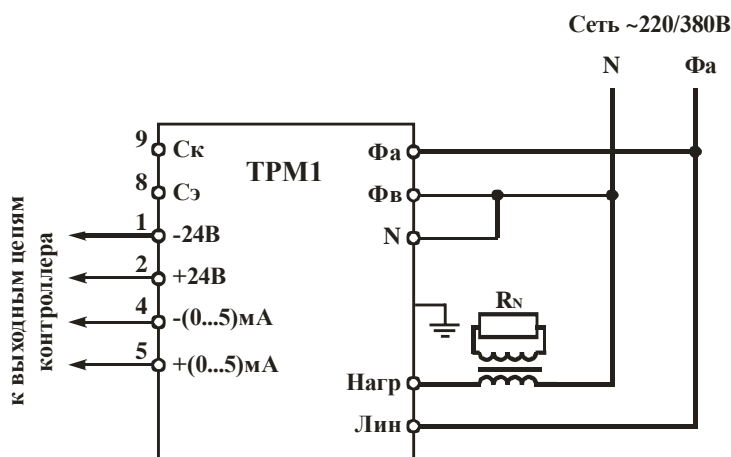 Сеть ~220/380В
N Фа
ТРМ1
9 Ск
8 Сэ
1 -24В
2 +24В
4 -(0...5)мА
5 +(0...5)мА
к выходным цепям
контроллера
Фа
Фв
N
RN
Нагр
Лин